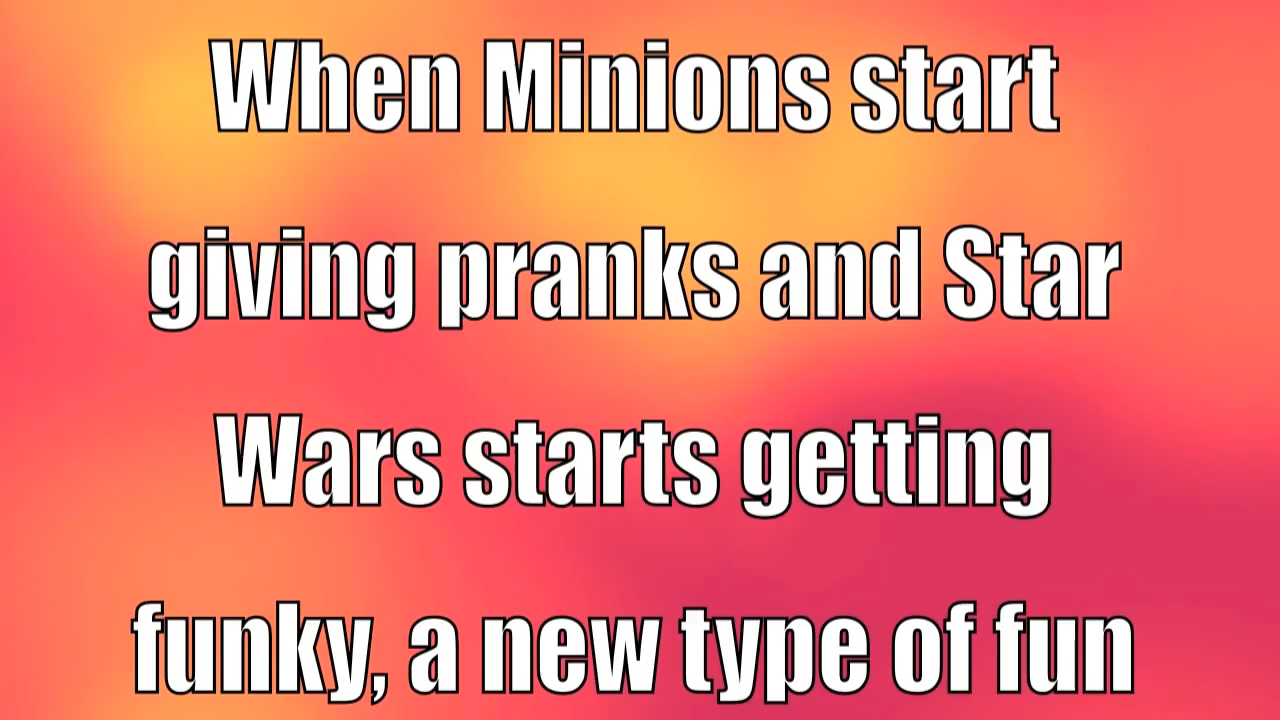 When Minions start
giving pranks and Star
Wars starts getting
funky, a new type of fun